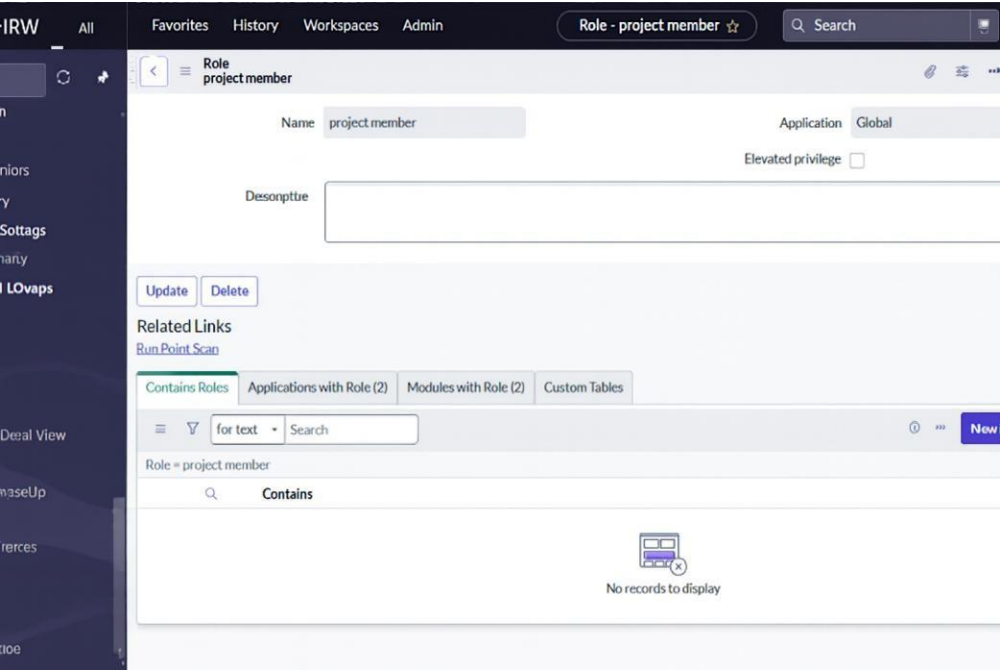 IRW All Favorites History Workspaces Admin Role - project member ☆ Search
Role
project member
Name project member Application Global
Elevated privilege
niors
Desonptue
ry
Sottags
LOvaps
Update Delete
Related Links
Run Point Scan
Contains Roles Applications with Role (2) Modules with Role (2) Custom Tables
for text Search New
Deeal View
Role = project member
Contains
maseUp
rerces
No records to display